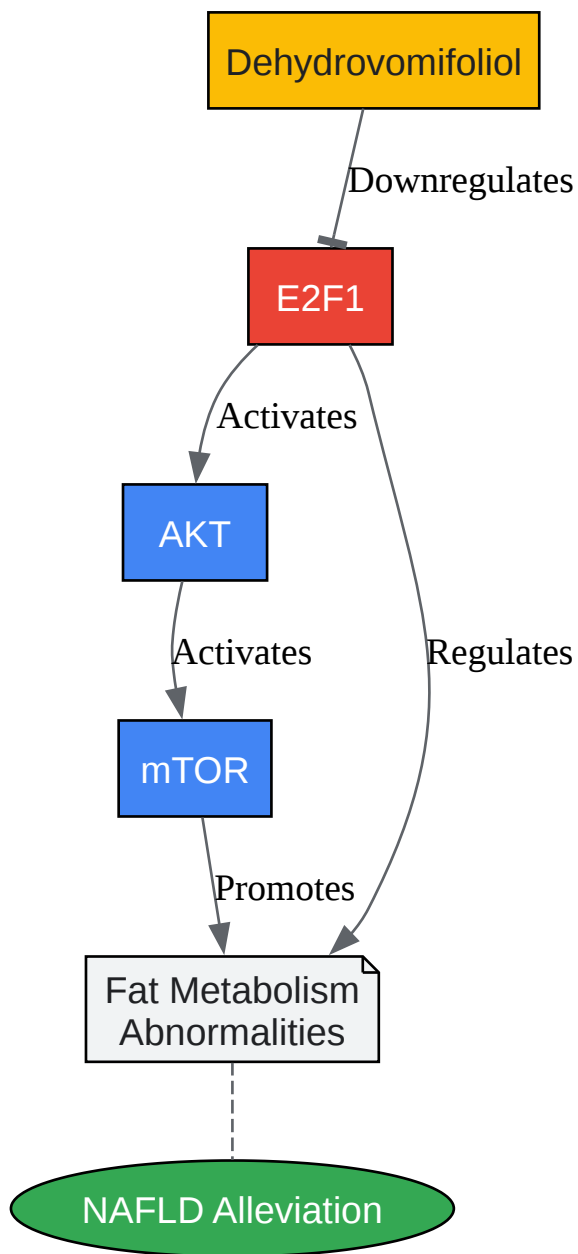 Dehydrovomifoliol
Downregulates
E2F1
Activates
AKT
Activates
Regulates
mTOR
Promotes
Fat Metabolism
Abnormalities
NAFLD Alleviation